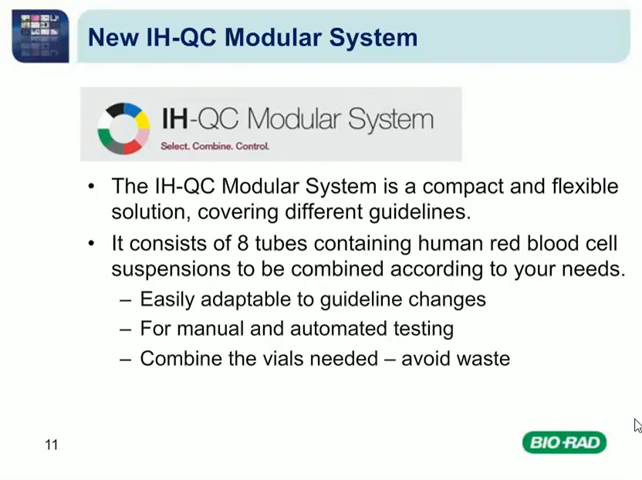 New IH-QC Modular System
IH-QC Modular System
Select. Combine. Control.
• The IH-QC Modular System is a compact and flexible
solution, covering different guidelines.
• It consists of 8 tubes containing human red blood cell
suspensions to be combined according to your needs.
– Easily adaptable to guideline changes
– For manual and automated testing
– Combine the vials needed – avoid waste
11
BIO-RAD